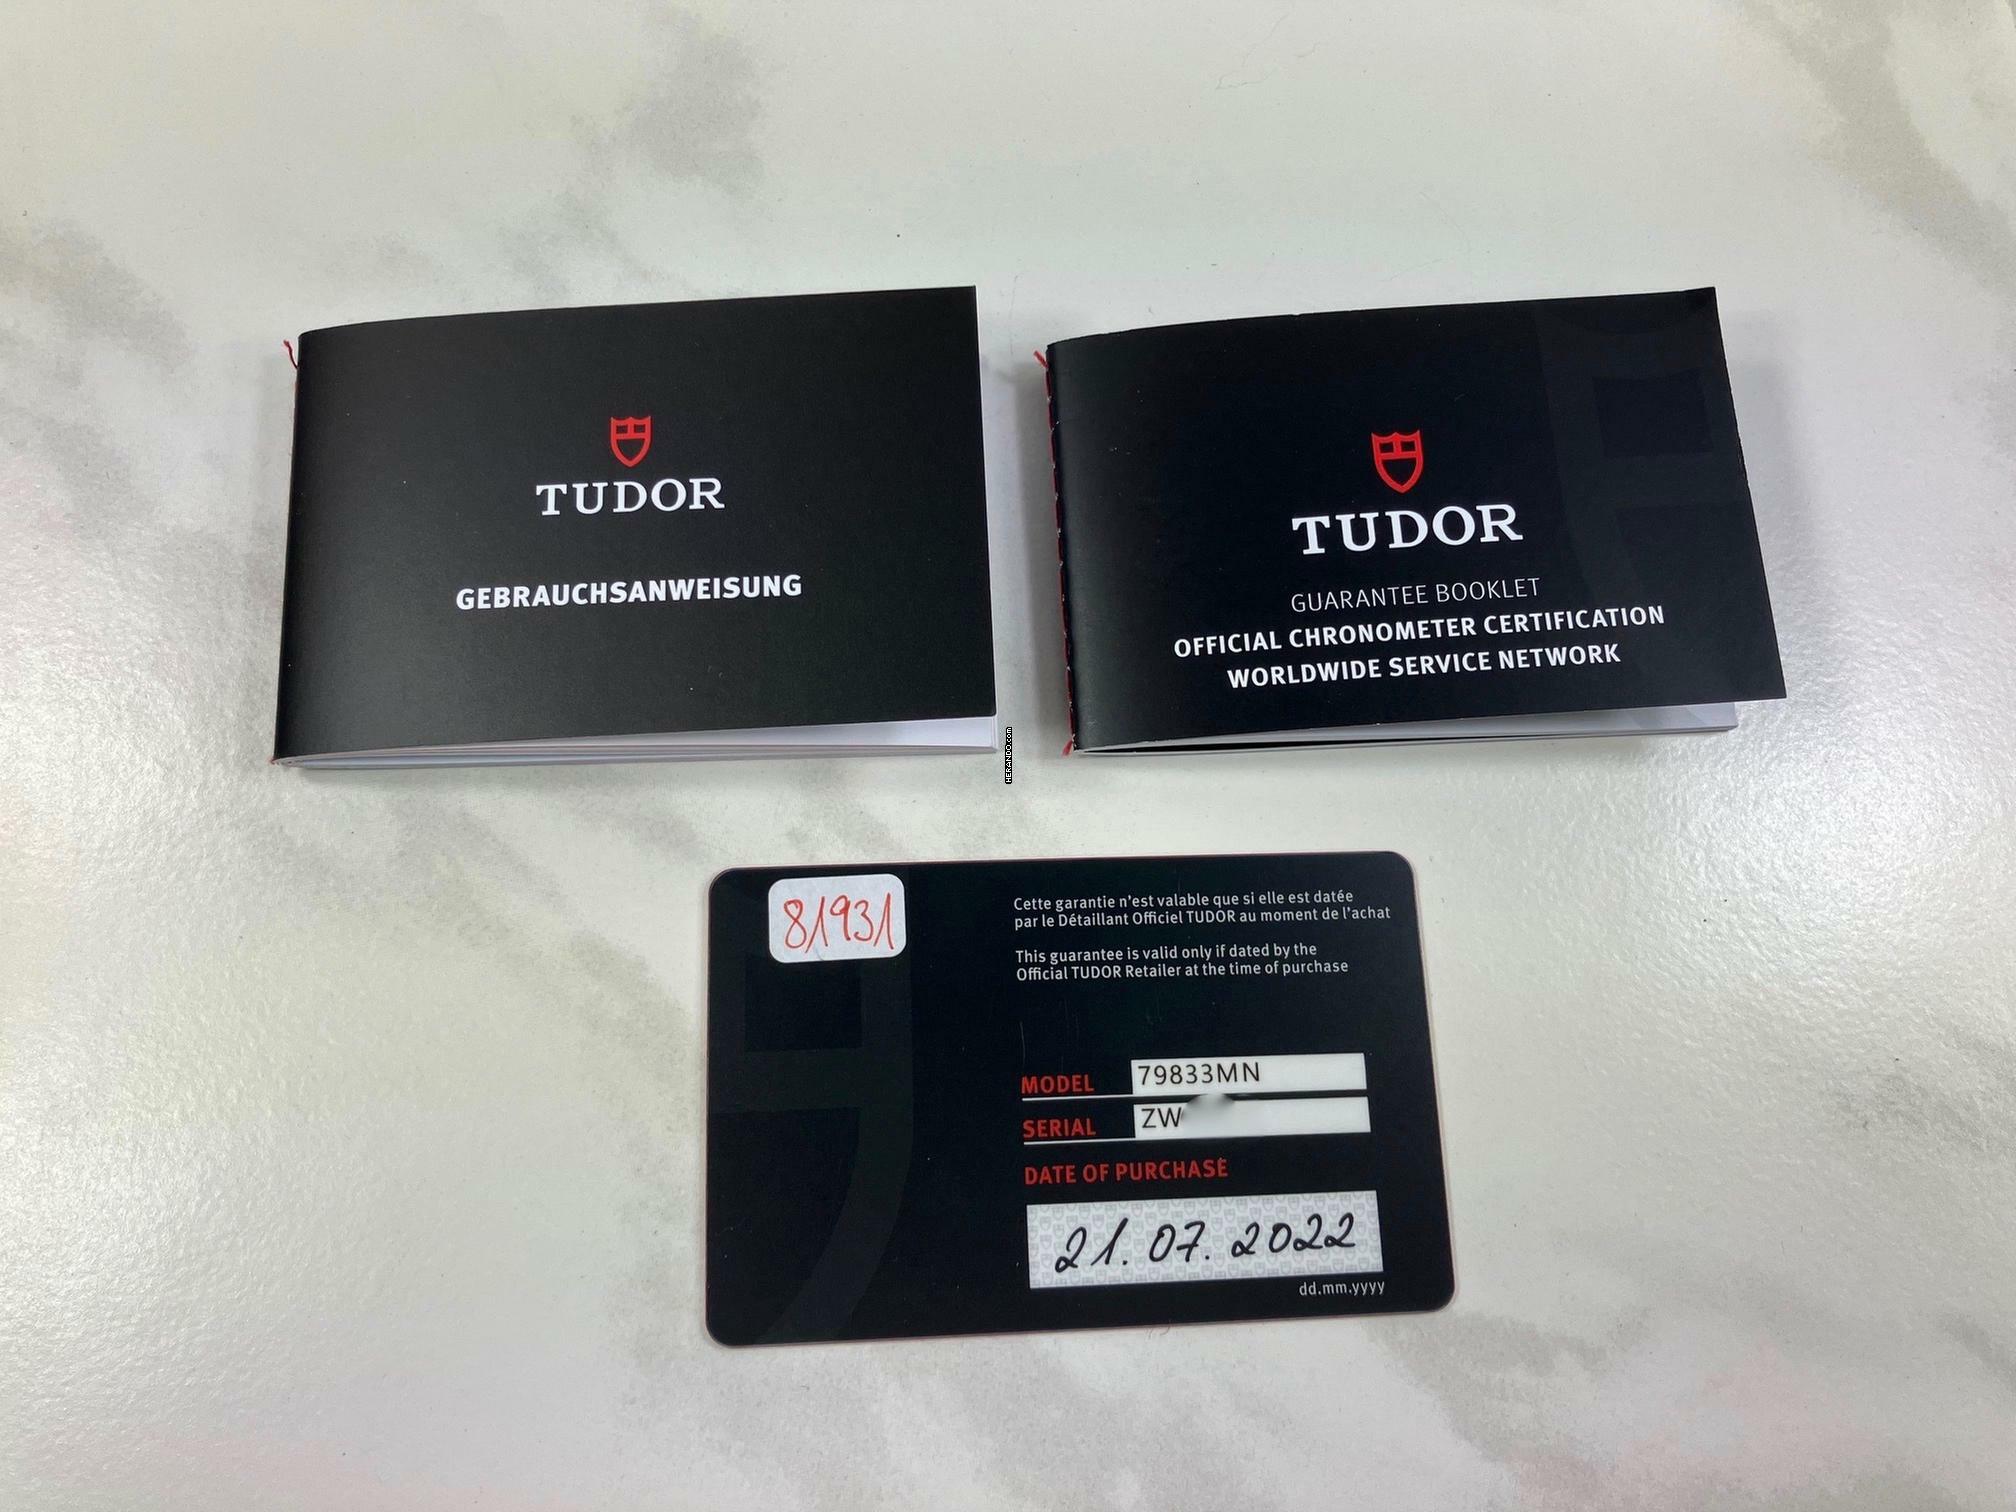 TUDOR
GEBRAUCHSANWEISUNG
TUDOR
GUARANTEE BOOKLET
OFFICIAL CHRONOMETER CERTIFICATION
WORLDWIDE SERVICE NETWORK
HERANDO.com
81931
Cette garantie n'est valable que si elle est datée
par le Détaillant Officiel TUDOR au moment de l'achat
This guarantee is valid only if dated by the
Official TUDOR Retailer at the time of purchase
MODEL 79833MN
SERIAL ZW
DATE OF PURCHASE
21.07.2022
dd.mm.yyyy